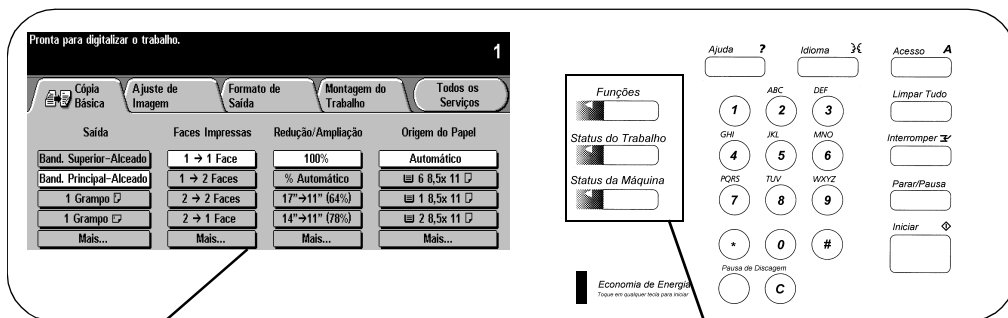 Pronta para digitalizar o trabalho.
1
Cópia Básica
Ajuste de Imagem
Formato de Saída
Montagem do Trabalho
Todos os Serviços
Saída
Faces Impressas
Redução/Ampliação
Origem do Papel
Band. Superior-Alceado
1 → 1 Face
100%
Automático
Band. Principal-Alceado
1 → 2 Faces
% Automático
6 8,5x 11
1 Grampo
2 → 2 Faces
17"→11" (64%)
1 8,5x 11
1 Grampo
2 → 1 Face
14"→11" (78%)
2 8,5x 11
Mais...
Mais...
Mais...
Mais...
Funções
Status do Trabalho
Status da Máquina
Economia de Energia
Toque em qualquer tecla para iniciar
Ajuda ?
Idioma
Acesso A
ABC
DEF
1
2
3
GHI
JKL
MNO
4
5
6
PQRS
TUV
WXYZ
7
8
9
*
0
#
Pausa de Discagem
C
Limpar Tudo
Interromper
Parar/Pausa
Iniciar